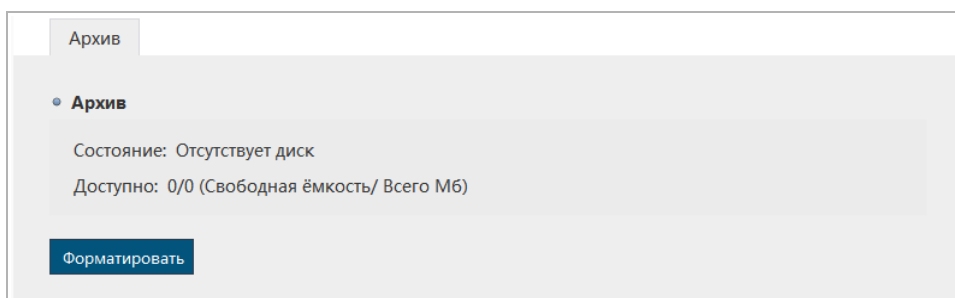 Архив
Архив
Состояние: Отсутствует диск
Доступно: 0/0 (Свободная ёмкость/ Всего Мб)
Форматировать